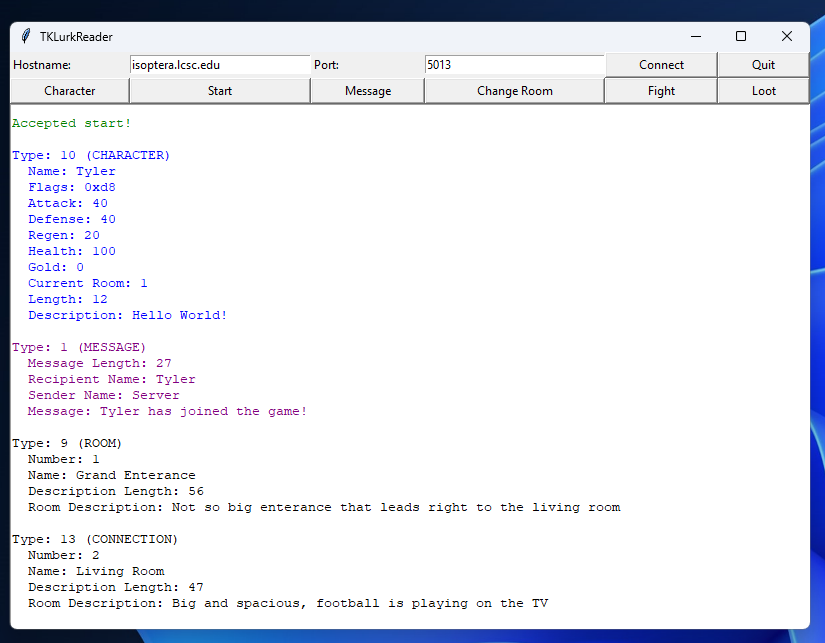 TKLurkReader
Hostname: isoptera.lcsc.edu Port: 5013 Connect Quit
Character Start Message Change Room Fight Loot
Accepted start!
Type: 10 (CHARACTER)
Name: Tyler
Flags: 0xd8
Attack: 40
Defense: 40
Regen: 20
Health: 100
Gold: 0
Current Room: 1
Length: 12
Description: Hello World!
Type: 1 (MESSAGE)
Message Length: 27
Recipient Name: Tyler
Sender Name: Server
Message: Tyler has joined the game!
Type: 9 (ROOM)
Number: 1
Name: Grand Enterance
Description Length: 56
Room Description: Not so big enterance that leads right to the living room
Type: 13 (CONNECTION)
Number: 2
Name: Living Room
Description Length: 47
Room Description: Big and spacious, football is playing on the TV